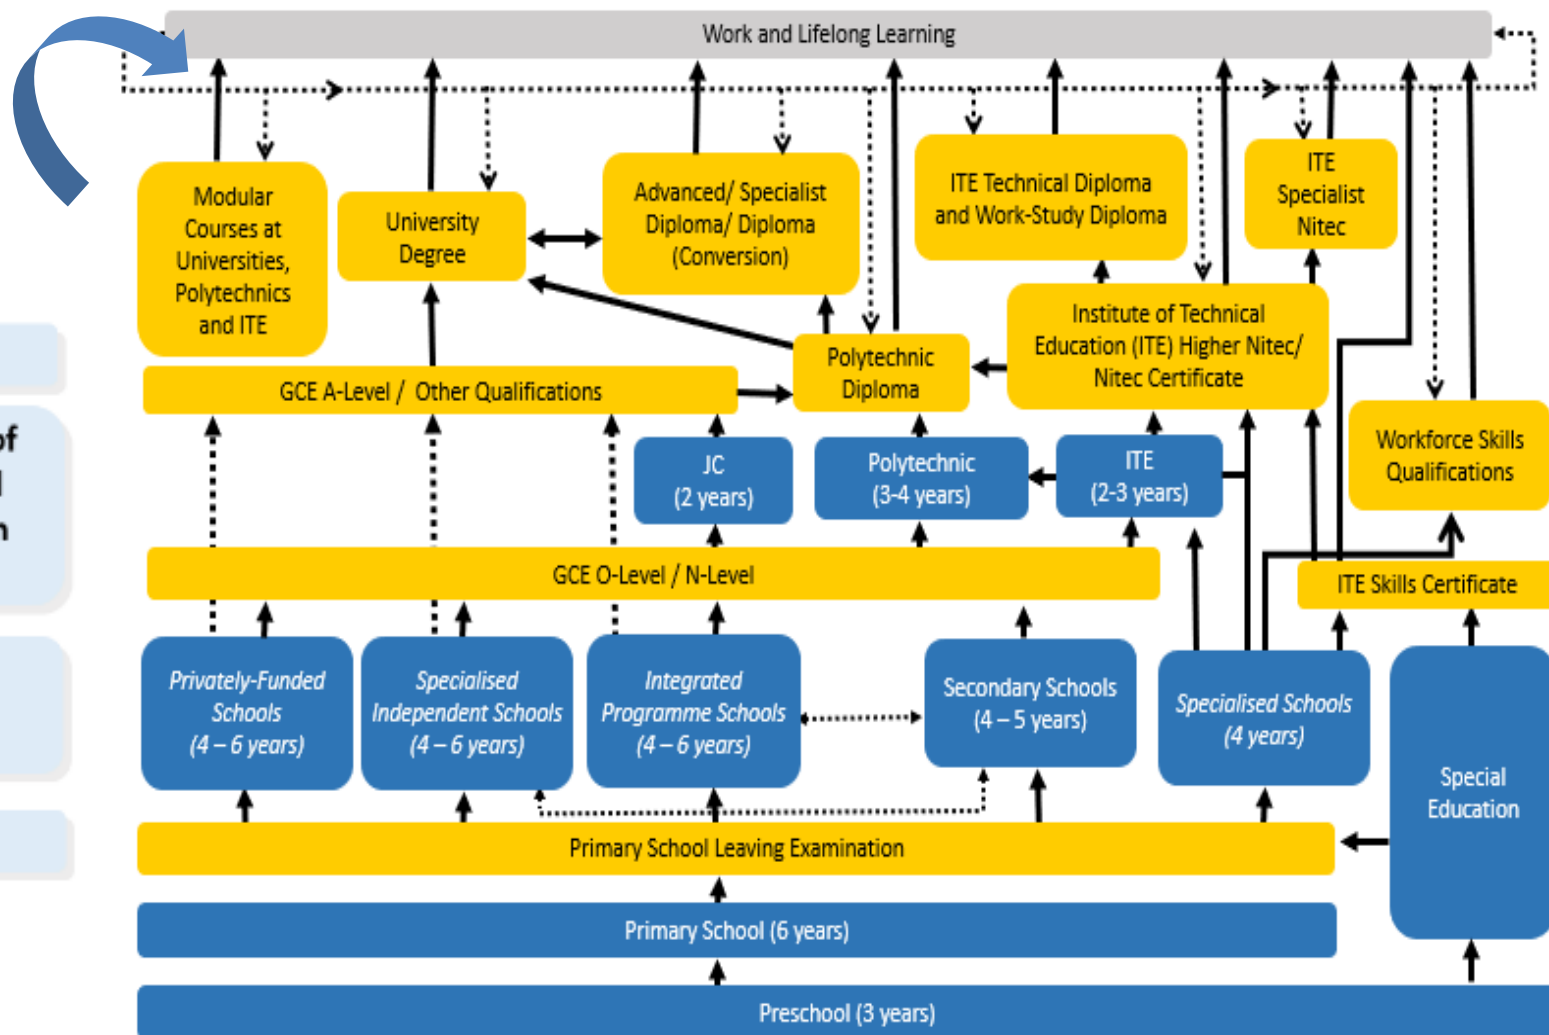 Work and Lifelong Learning
Modular
Courses at
Universities,
Polytechnics
and ITE
University
Degree
Advanced/ Specialist
Diploma/ Diploma
(Conversion)
ITE Technical Diploma
and Work-Study Diploma
ITE
Specialist
Nitec
Institute of Technical
Education (ITE) Higher Nitec/
Nitec Certificate
Polytechnic
Diploma
GCE A-Level / Other Qualifications
Workforce Skills
Qualifications
of
JC
(2 years)
Polytechnic
(3-4 years)
ITE
(2-3 years)
GCE O-Level / N-Level
ITE Skills Certificate
Privately-Funded
Schools
(4 – 6 years)
Specialised
Independent Schools
(4 – 6 years)
Integrated
Programme Schools
(4 – 6 years)
Secondary Schools
(4 – 5 years)
Specialised Schools
(4 years)
Special
Education
Primary School Leaving Examination
Primary School (6 years)
Preschool (3 years)